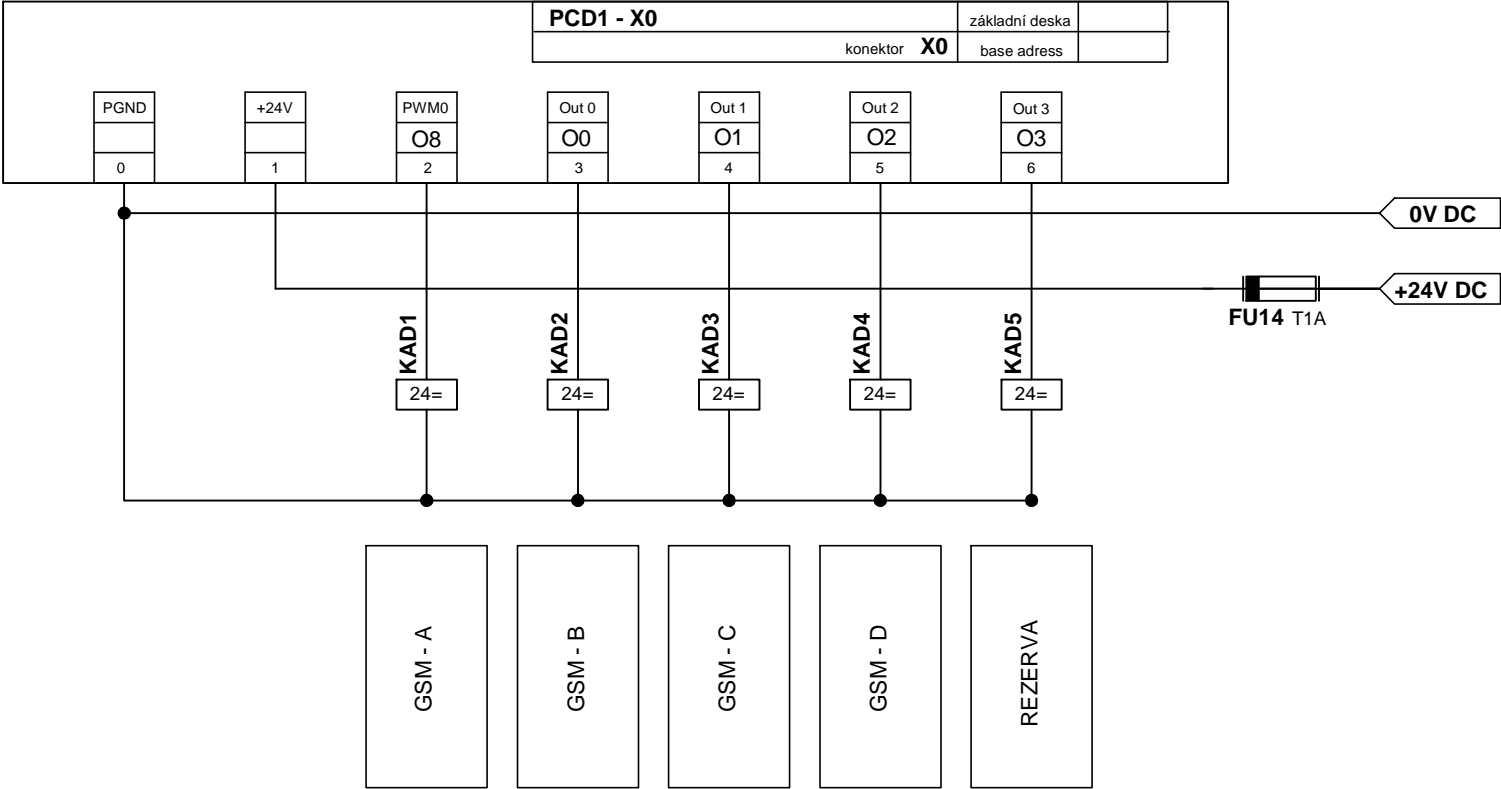 PCD1 - X0 základní deska
konektor X0 base adress
PGND +24V PWM0 Out 0 Out 1 Out 2 Out 3
O8 O0 O1 O2 O3
0 1 2 3 4 5 6
0V DC
+24V DC
FU14 T1A
KAD1 KAD2 KAD3 KAD4 KAD5
24= 24= 24= 24= 24=
GSM - A
GSM - B
GSM - C
GSM - D
REZERVA